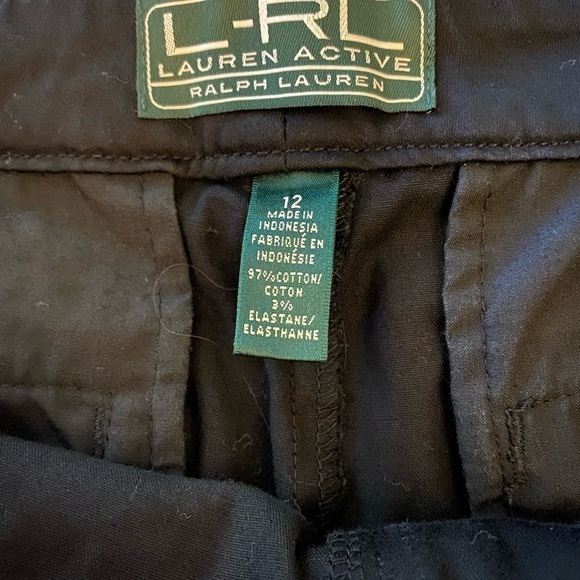 L-RL
LAUREN ACTIVE
RALPH LAUREN
12
MADE IN
INDONESIA
FABRIQUÉ EN
INDONÉSIE
97% COTTON/
COTON
3%
ELASTANE/
ELASTHANNE